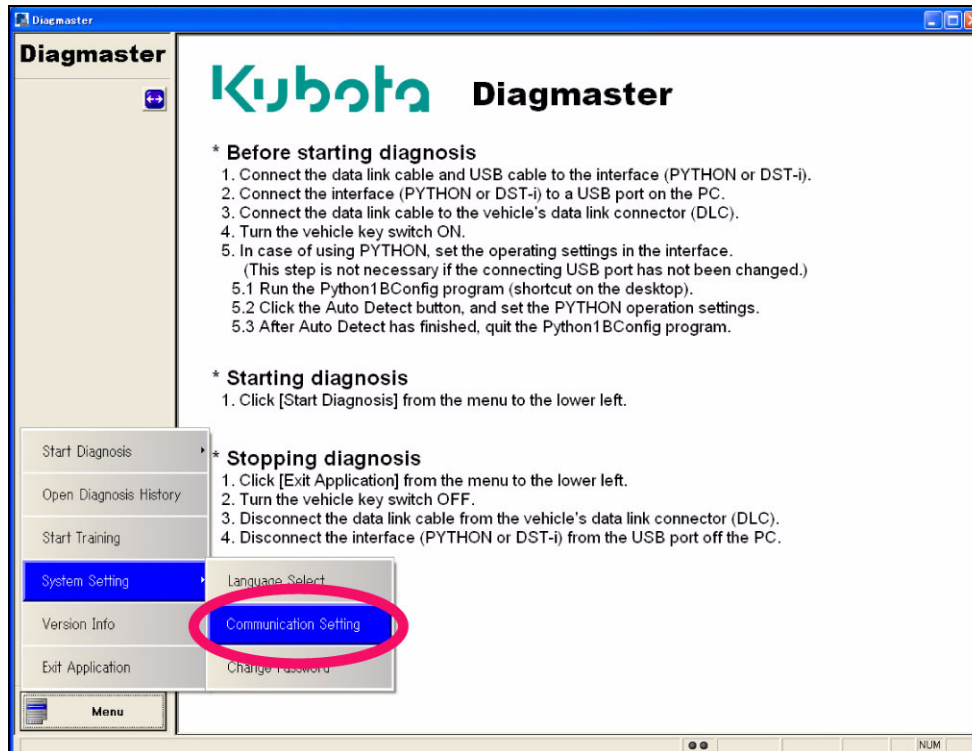 Diagmaster
Diagmaster
Kubota Diagmaster
* Before starting diagnosis
1. Connect the data link cable and USB cable to the interface (PYTHON or DST-i).
2. Connect the interface (PYTHON or DST-i) to a USB port on the PC.
3. Connect the data link cable to the vehicle's data link connector (DLC).
4. Turn the vehicle key switch ON.
5. In case of using PYTHON, set the operating settings in the interface.
(This step is not necessary if the connecting USB port has not been changed.)
5.1 Run the Python1BConfig program (shortcut on the desktop).
5.2 Click the Auto Detect button, and set the PYTHON operation settings.
5.3 After Auto Detect has finished, quit the Python1BConfig program.
* Starting diagnosis
1. Click [Start Diagnosis] from the menu to the lower left.
* Stopping diagnosis
1. Click [Exit Application] from the menu to the lower left.
2. Turn the vehicle key switch OFF.
3. Disconnect the data link cable from the vehicle's data link connector (DLC).
4. Disconnect the interface (PYTHON or DST-i) from the USB port off the PC.
Start Diagnosis
Open Diagnosis History
Start Training
System Setting
Version Info
Exit Application
Language Select
Communication Setting
Change Password
Menu
NUM